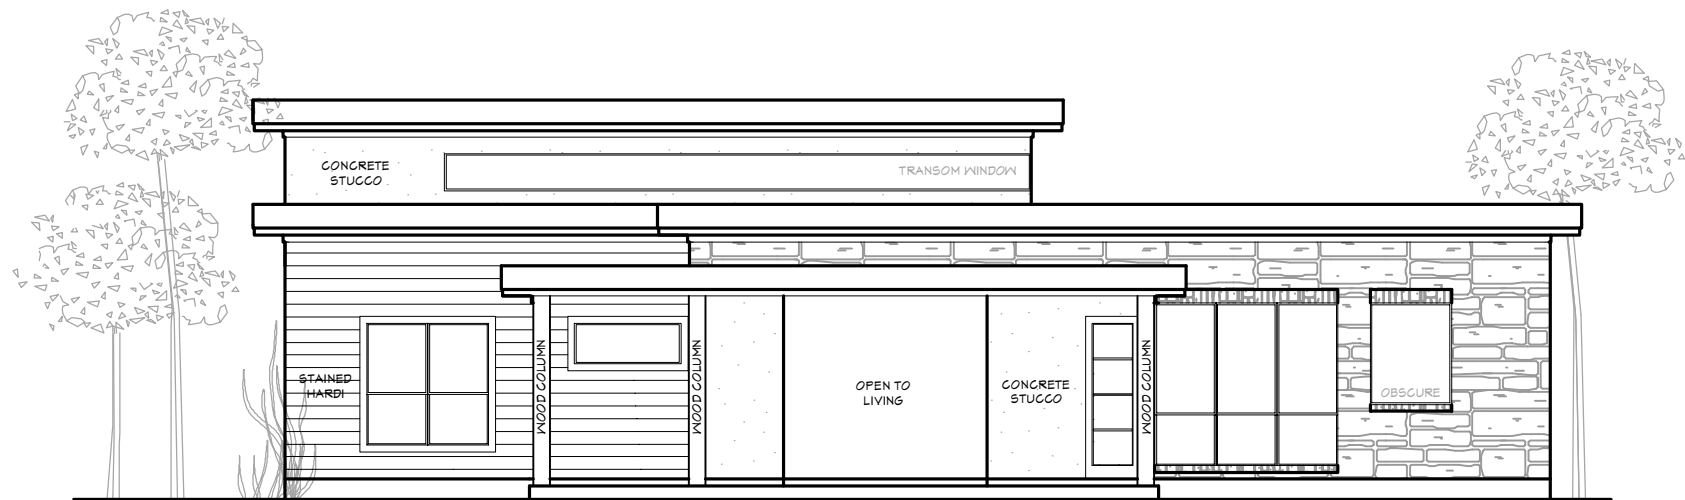 CONCRETE
STUCCO
TRANSOM WINDOW
STAINED
HARDI
WOOD COLUMN
WOOD COLUMN
OPEN TO
LIVING
CONCRETE
STUCCO
WOOD COLUMN
OBSCURE